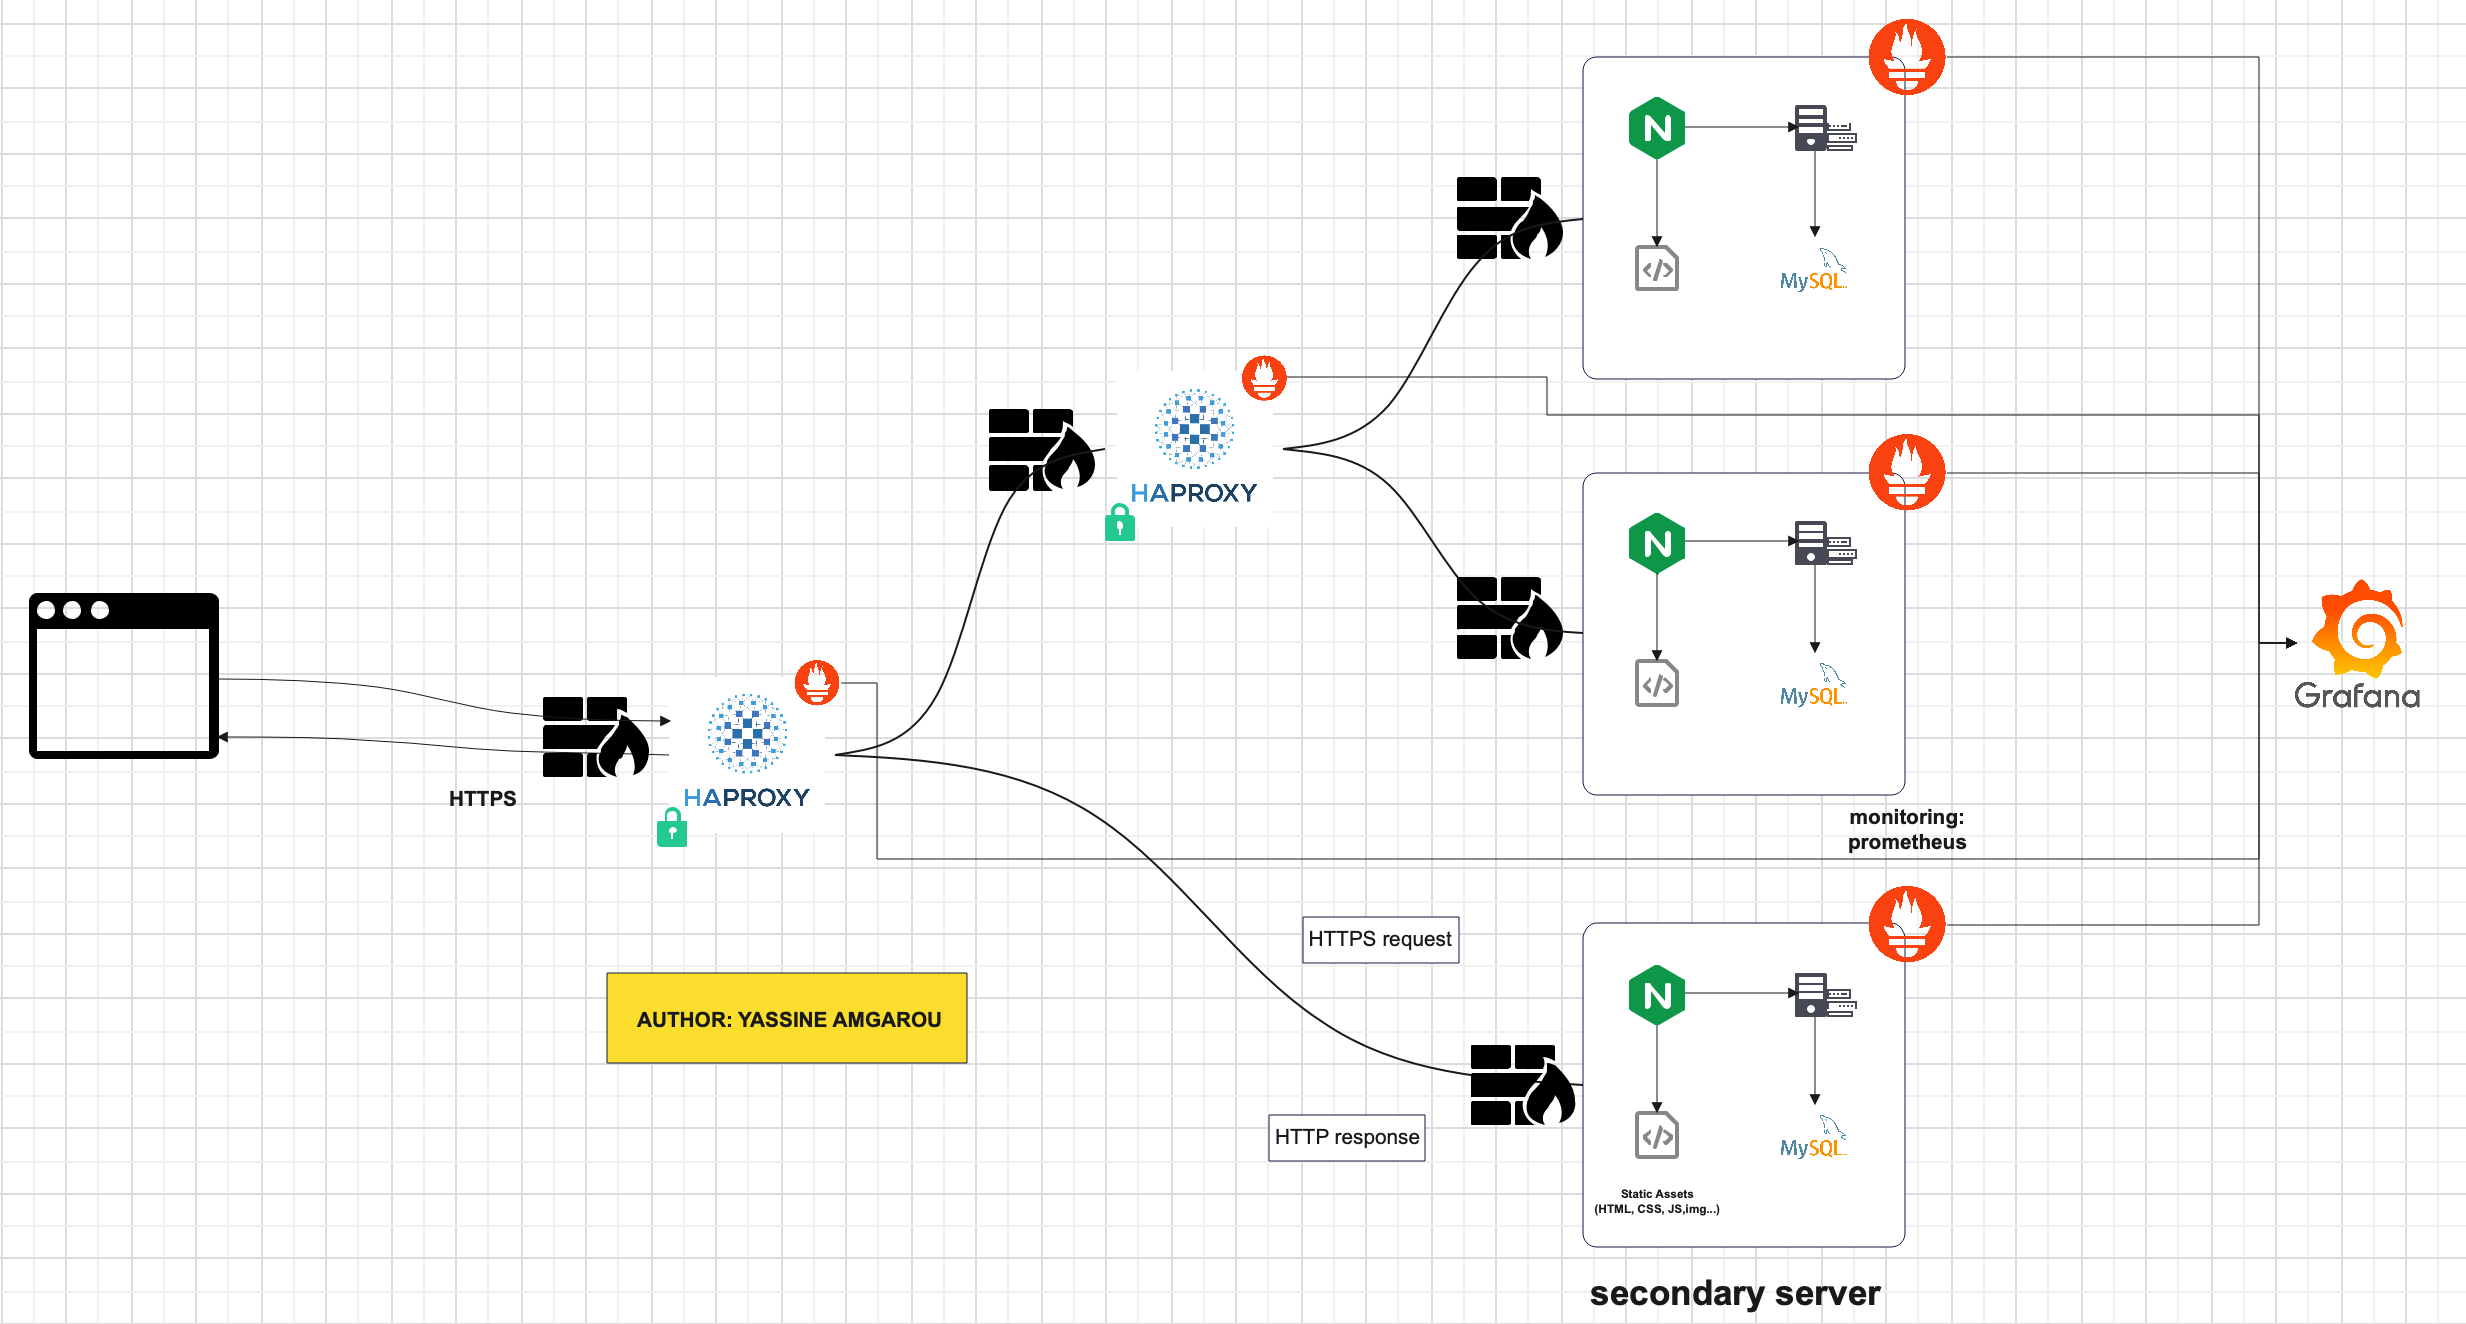 N
MySQL
HAPROXY
N
MySQL
Grafana
HTTPS
HAPROXY
monitoring:
prometheus
HTTPS request
N
AUTHOR: YASSINE AMGAROU
HTTP response
MySQL
Static Assets
(HTML, CSS, JS,img...)
secondary server